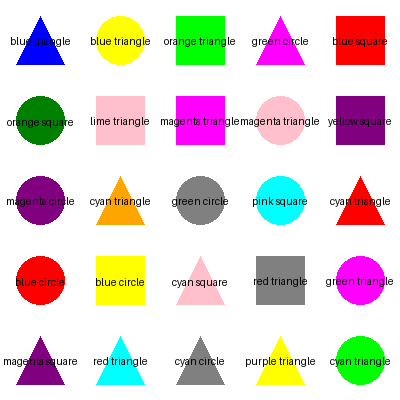 blue triangle
blue triangle
orange triangle
green circle
blue square
orange square
lime triangle
magenta triangle
magenta triangle
yellow square
magenta circle
cyan triangle
green circle
pink square
cyan triangle
blue circle
blue circle
cyan square
red triangle
green triangle
magenta square
red triangle
cyan circle
purple triangle
cyan triangle